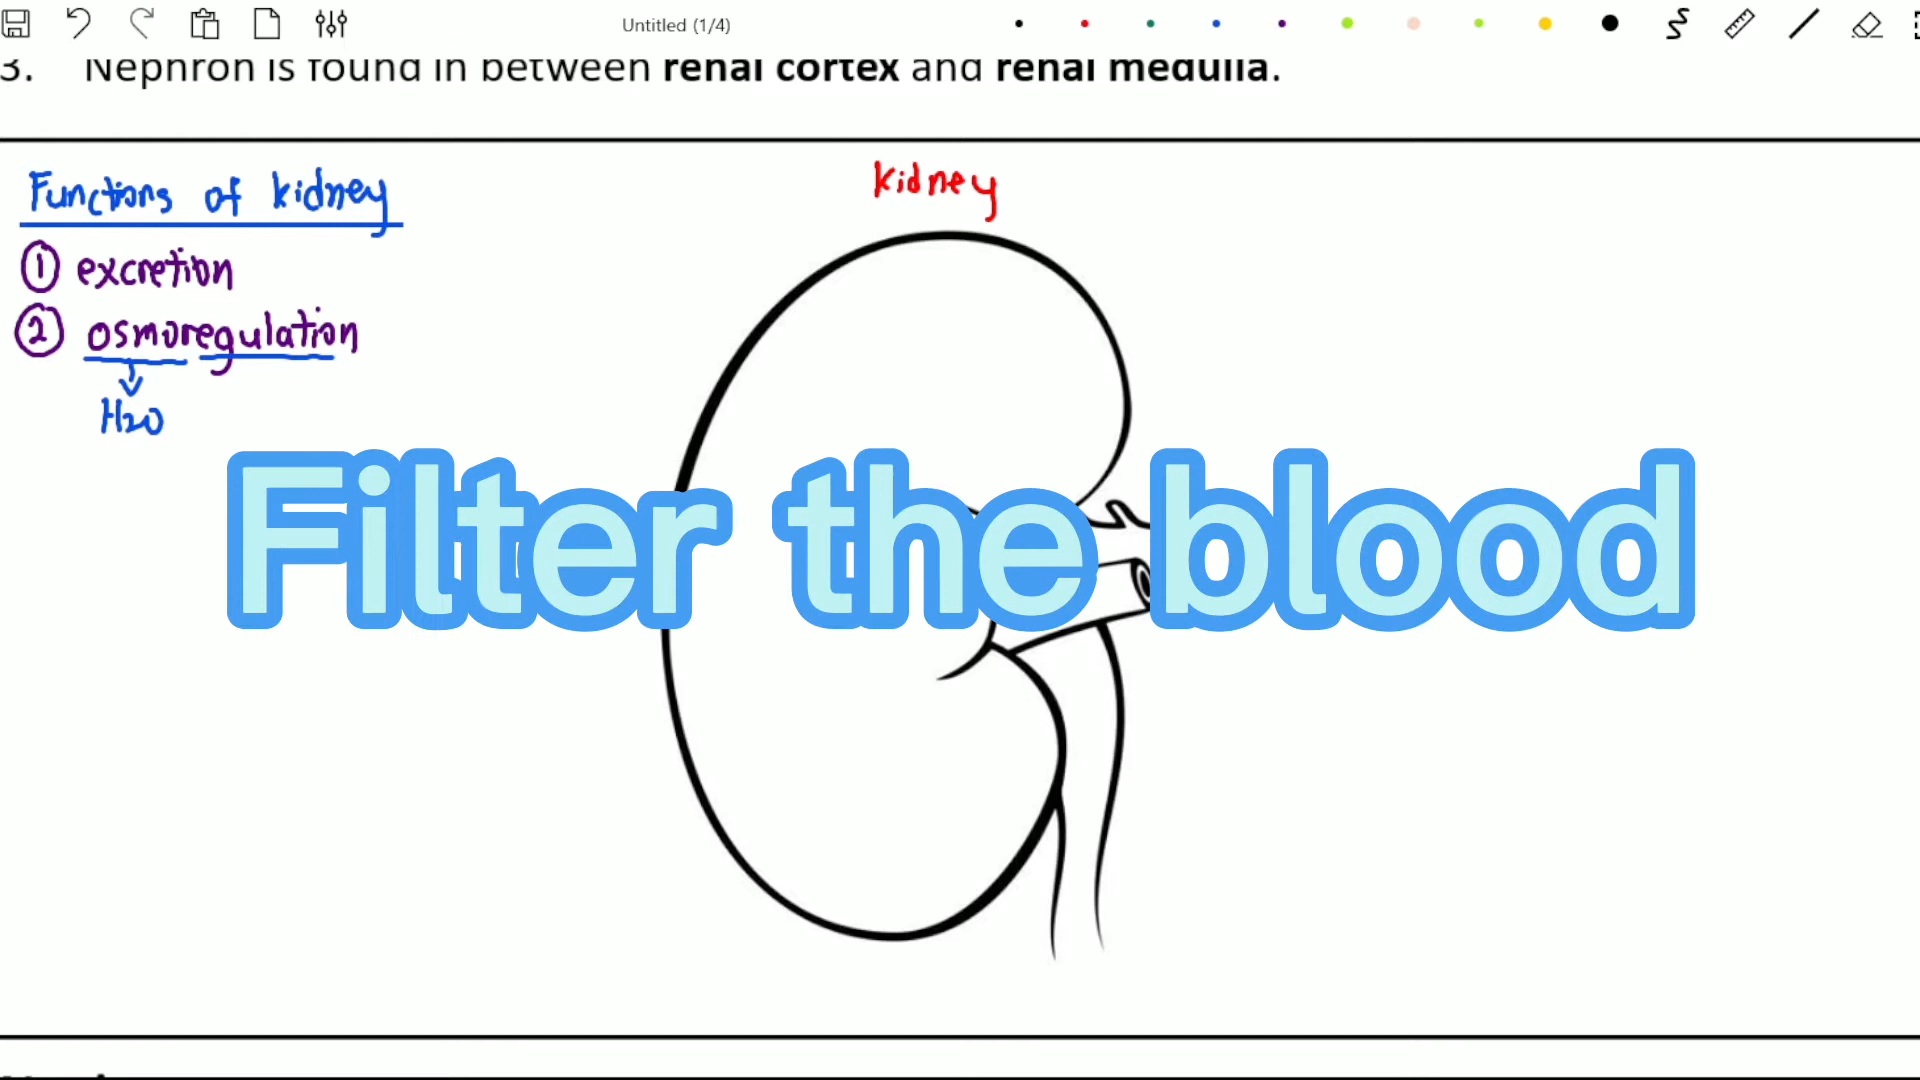 Untitled (1/4)
3. Nephron is found in between renal cortex and renal medulla.
Kidney
Functions of kidney
① excretion
② osmoregulation
H20
Filter the blood